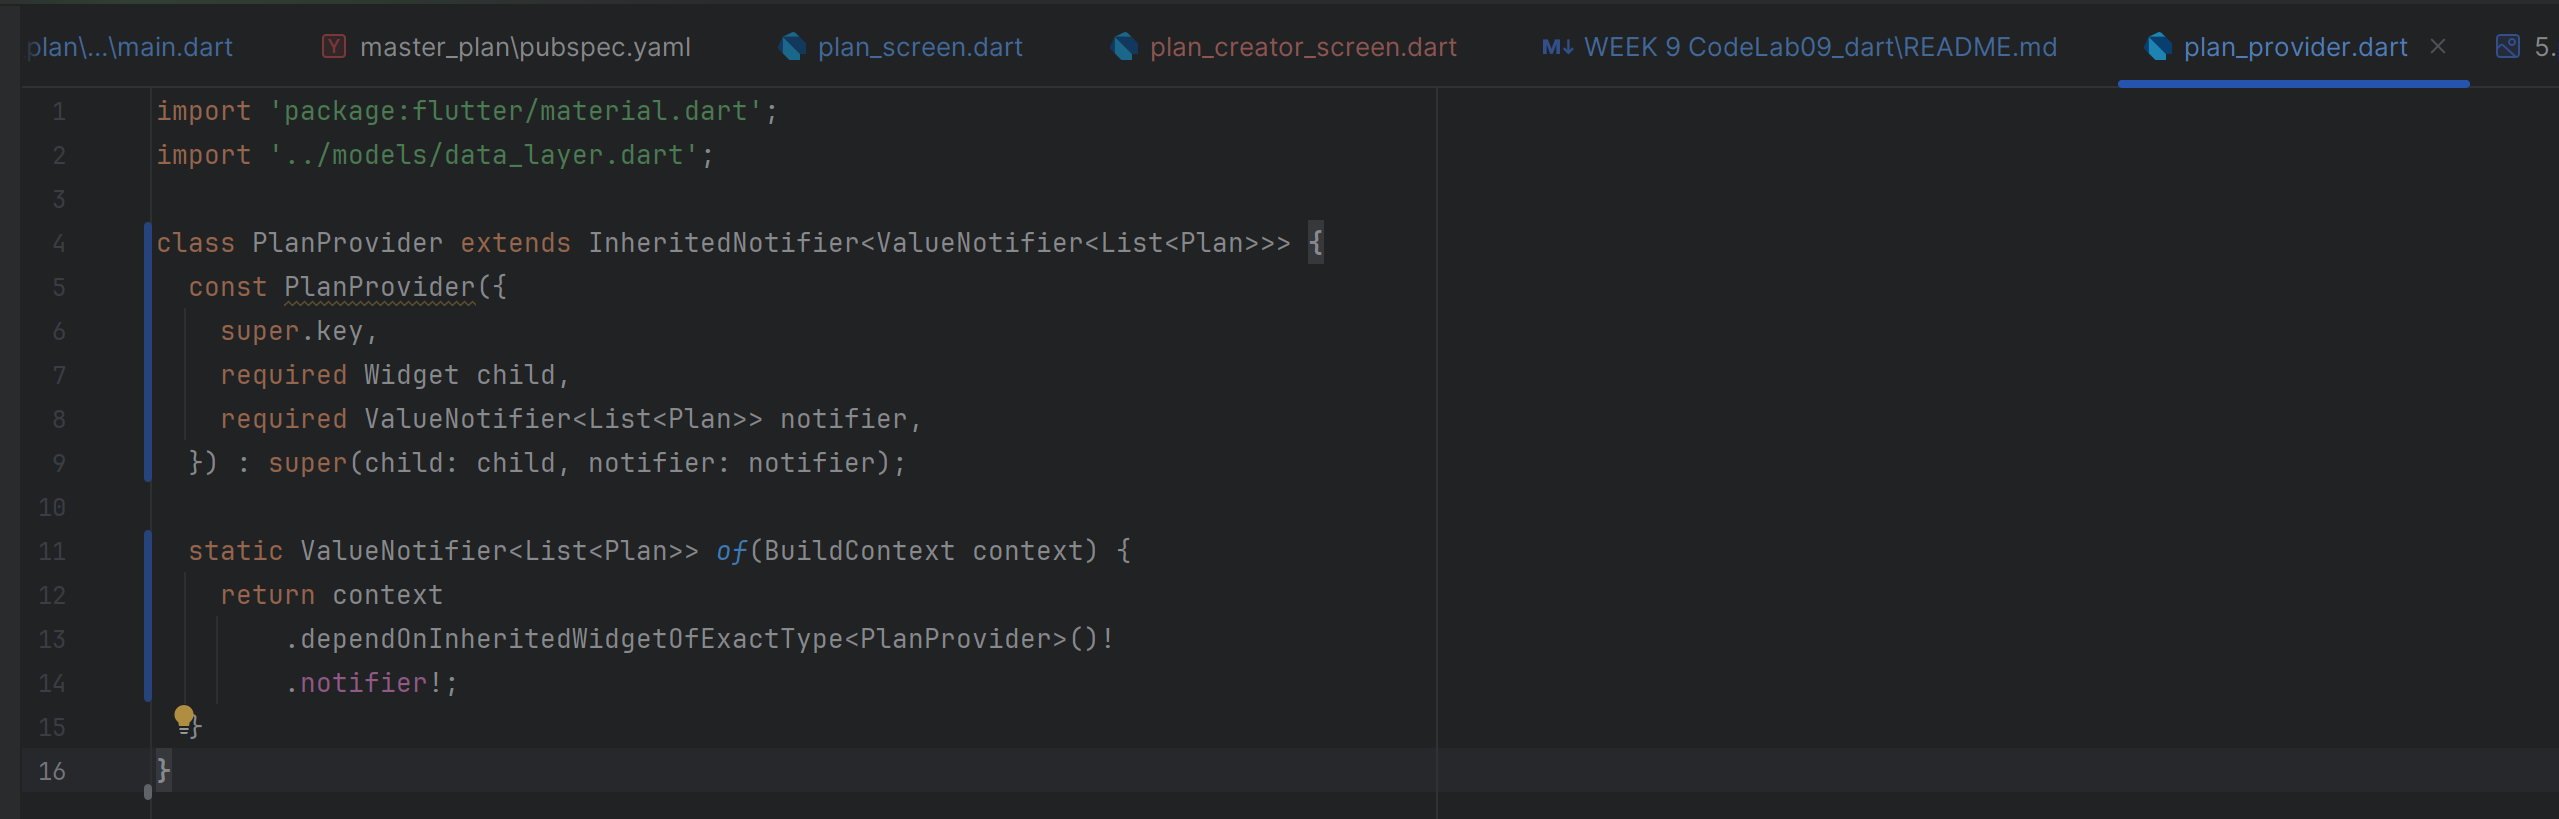 plan\...\main.dart master_plan\pubspec.yaml plan_screen.dart plan_creator_screen.dart WEEK 9 CodeLab09_dart\README.md plan_provider.dart 5.
1 import 'package:flutter/material.dart';
2 import '../models/data_layer.dart';
3
4 class PlanProvider extends InheritedNotifier<ValueNotifier<List<Plan>>> {
5   const PlanProvider({
6     super.key,
7     required Widget child,
8     required ValueNotifier<List<Plan>> notifier,
9   }) : super(child: child, notifier: notifier);
10
11   static ValueNotifier<List<Plan>> of(BuildContext context) {
12     return context
13         .dependOnInheritedWidgetOfExactType<PlanProvider>()!
14         .notifier!;
15   }
16 }